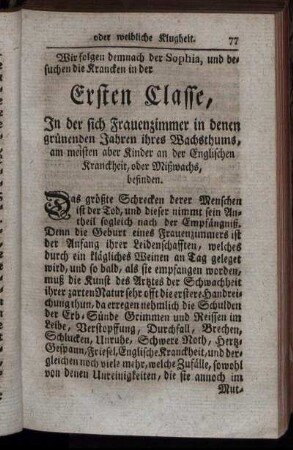 oder weibliche Klugheit. 77
Wir folgen demnach der Sophia, und be-
suchen die Krancken in der
Ersten Classe,
In der sich Frauenzimmer in denen
grünenden Jahren ihres Wachsthums,
am meisten aber Kinder an der Englischen
Kranckheit, oder Mißwachs,
befinden.
Das größte Schrecken derer Menschen
ist der Tod, und dieser nimmt sein An-
theil sogleich nach der Empfängniß.
Denn die Geburt eines Frauenzimmers ist
der Anfang ihrer Leidenschafften, welches
durch ein klägliches Weinen an Tag geleget
wird, und so bald, als sie empfangen worden,
muß die Kunst des Artztes der Schwachheit
ihrer zarten Natur sehr offt die erste Handrei-
chung thun, da erregen nehmlich die Schulden
der Erb-Sünde Grimmen und Reissen im
Leibe, Verstopffung, Durchfall, Brechen,
Schlucken, Unruhe, Schwere Noth, Hertz-
Gespann, Friesel, Englische Kranckheit, und der-
gleichen noch viele mehr, welche Zufälle, sowohl
von denen Unreinigkeiten, die sie annoch im
Mut-